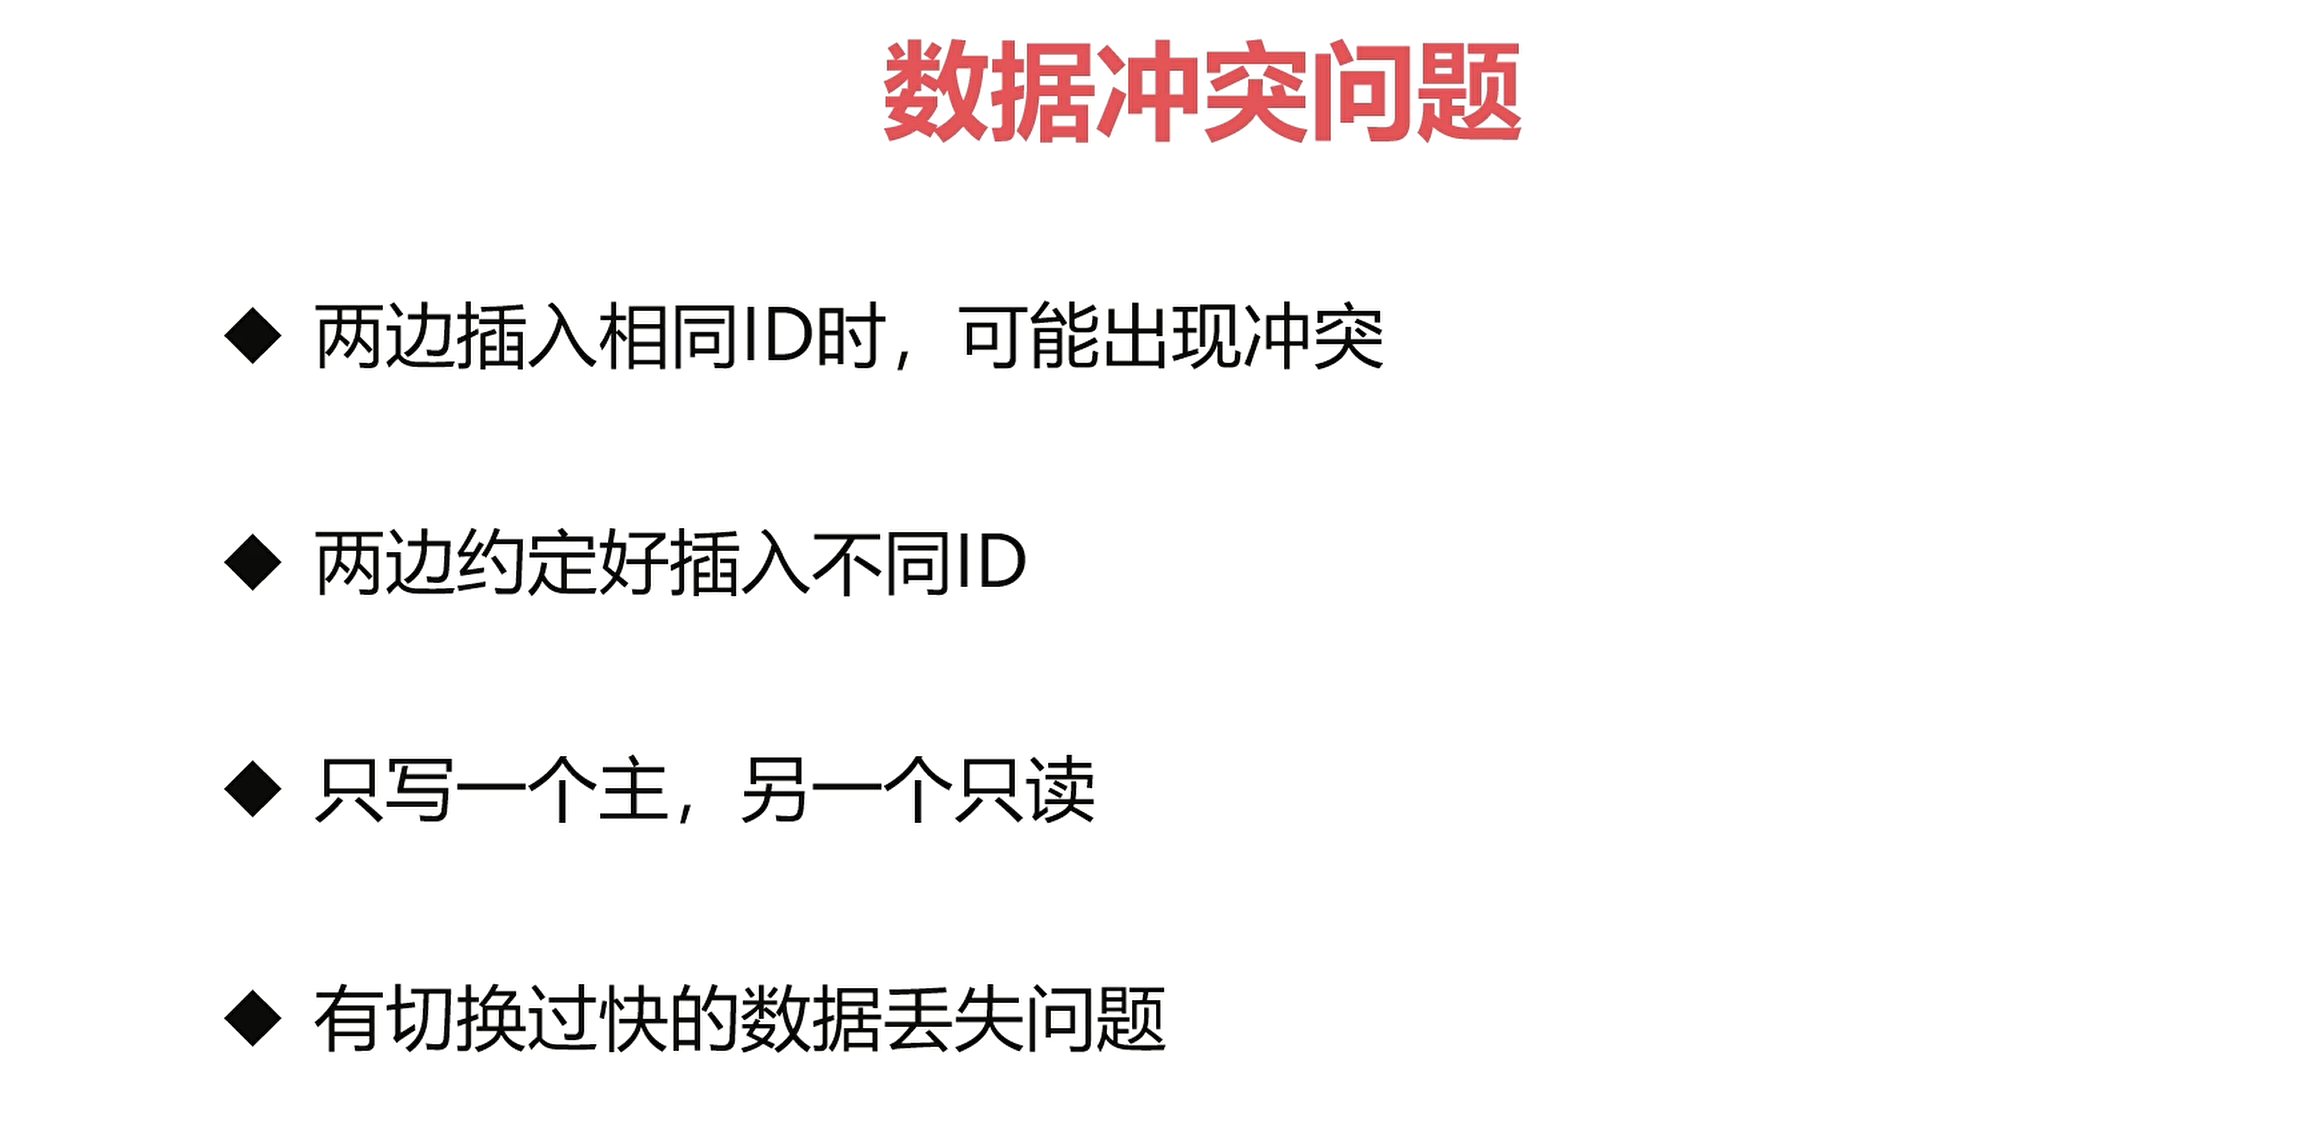 数据冲突问题
◆ 两边插入相同ID时，可能出现冲突
◆ 两边约定好插入不同ID
◆ 只写一个主，另一个只读
◆ 有切换过快的数据丢失问题